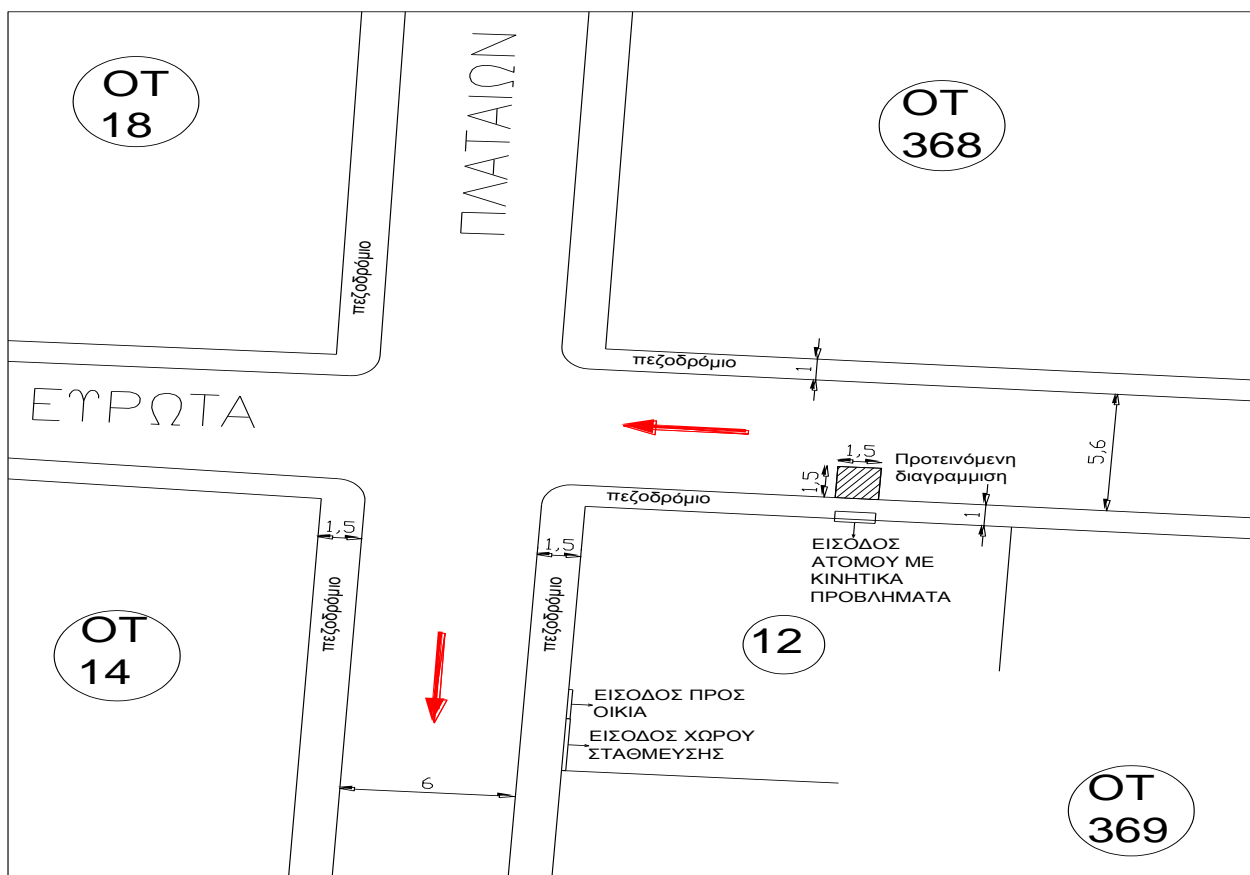 ΟΤ
18
ΠΛΑΤΑΙΩΝ
ΟΤ
368
πεζοδρόμιο
πεζοδρόμιο
1
ΕΥΡΩΤΑ
5,6
1,5
Προτεινόμενη
διαγραμμιση
1,5
πεζοδρόμιο
1
1,5
1,5
ΕΙΣΟΔΟΣ
ΑΤΟΜΟΥ ΜΕ
ΚΙΝΗΤΙΚΑ
ΠΡΟΒΛΗΜΑΤΑ
πεζοδρόμιο
πεζοδρόμιο
ΟΤ
14
12
ΕΙΣΟΔΟΣ ΠΡΟΣ
ΟΙΚΙΑ
ΕΙΣΟΔΟΣ ΧΩΡΟΥ
ΣΤΑΘΜΕΥΣΗΣ
6
ΟΤ
369